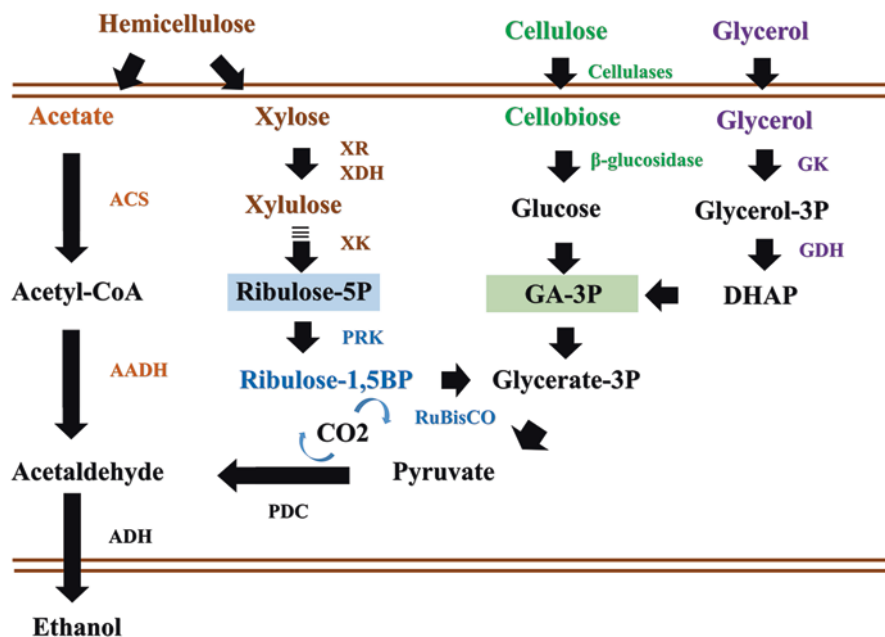 Hemicellulose
Cellulose
Glycerol
Cellulases
Acetate
Xylose
Cellobiose
Glycerol
XR
XDH
β-glucosidase
GK
ACS
Xylulose
Glucose
Glycerol-3P
XK
GDH
Acetyl-CoA
Ribulose-5P
GA-3P
DHAP
PRK
AADH
Ribulose-1,5BP
Glycerate-3P
RuBisCO
CO2
Acetaldehyde
Pyruvate
PDC
ADH
Ethanol